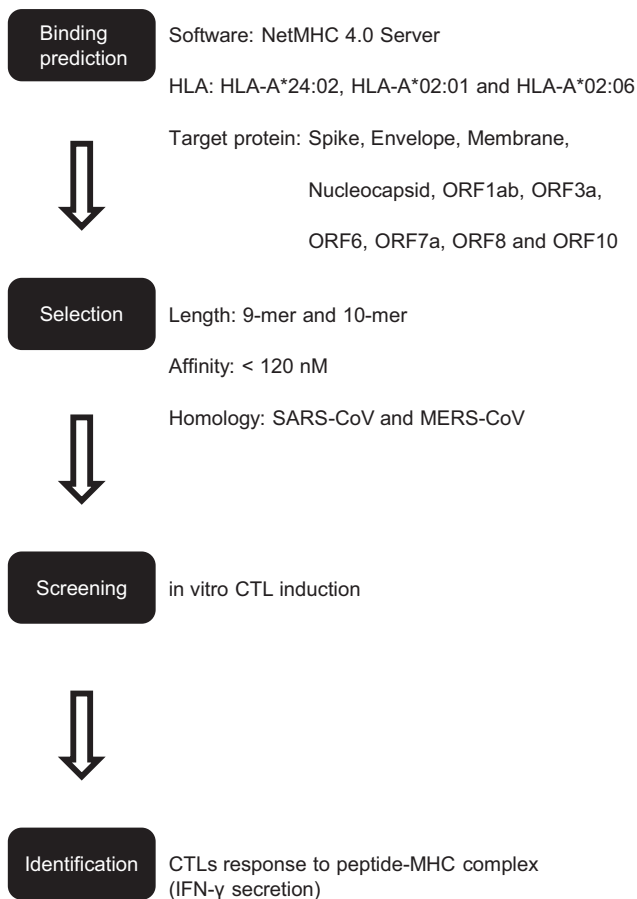 Binding
prediction
Software: NetMHC 4.0 Server
HLA: HLA-A*24:02, HLA-A*02:01 and HLA-A*02:06
Target protein: Spike, Envelope, Membrane,
Nucleocapsid, ORF1ab, ORF3a,
ORF6, ORF7a, ORF8 and ORF10
Selection
Length: 9-mer and 10-mer
Affinity: < 120 nM
Homology: SARS-CoV and MERS-CoV
Screening
in vitro CTL induction
Identification
CTLs response to peptide-MHC complex
(IFN-γ secretion)